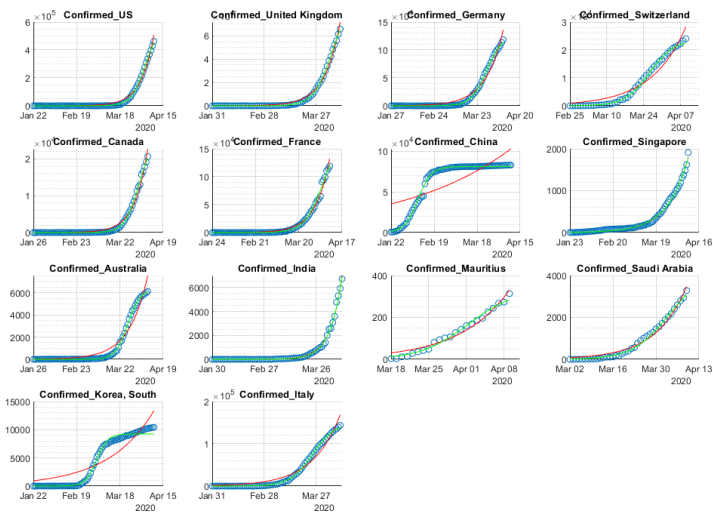 Confirmed_US
×10^5
6
4
2
0
Jan 22 Feb 19 Mar 18 Apr 15
2020
Confirmed_United Kingdom
6
4
2
0
Jan 31 Feb 28 Mar 27
2020
Confirmed_Germany
15
10
5
0
Jan 27 Feb 24 Mar 23 Apr 20
2020
Confirmed_Switzerland
3
2
1
0
Feb 25 Mar 10 Mar 24 Apr 07
2020
Confirmed_Canada
2
1
0
Jan 26 Feb 23 Mar 22 Apr 19
2020
×10^4 Confirmed_France
15
10
5
0
Jan 24 Feb 21 Mar 20 Apr 17
2020
×10^4 Confirmed_China
10
5
0
Jan 22 Feb 19 Mar 18 Apr 15
2020
Confirmed_Singapore
2000
1000
0
Jan 23 Feb 20 Mar 19 Apr 16
2020
Confirmed_Australia
6000
4000
2000
0
Jan 26 Feb 23 Mar 22 Apr 19
2020
Confirmed_India
6000
4000
2000
0
Jan 30 Feb 27 Mar 26
2020
Confirmed_Mauritius
400
200
0
Mar 18 Mar 25 Apr 01 Apr 08
2020
Confirmed_Saudi Arabia
4000
2000
0
Mar 02 Mar 16 Mar 30 Apr 13
2020
Confirmed_Korea, South
15000
10000
5000
0
Jan 22 Feb 19 Mar 18 Apr 15
2020
×10^5 Confirmed_Italy
2
1
0
Jan 31 Feb 28 Mar 27
2020